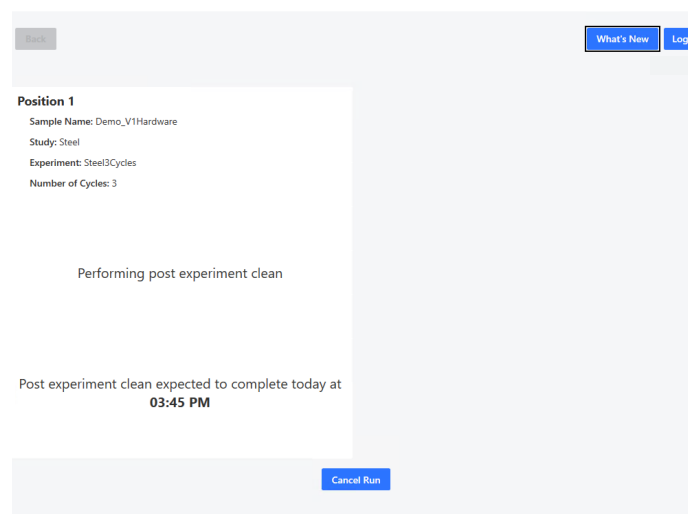 Back
What's New
Log
Position 1
Sample Name: Demo_V1Hardware
Study: Steel
Experiment: Steel3Cycles
Number of Cycles: 3
Performing post experiment clean
Post experiment clean expected to complete today at
03:45 PM
Cancel Run